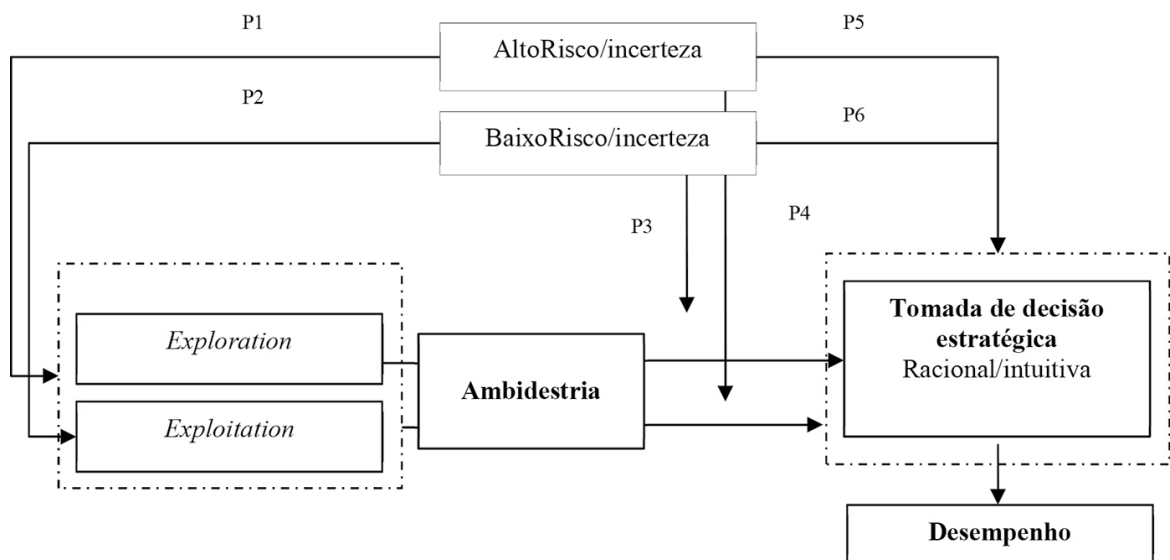 P1
AltoRisco/incerteza
P5
P2
BaixoRisco/incerteza
P6
P3
P4
Exploration
Exploitation
Ambidestria
Tomada de decisão
estratégica
Racional/intuitiva
Desempenho